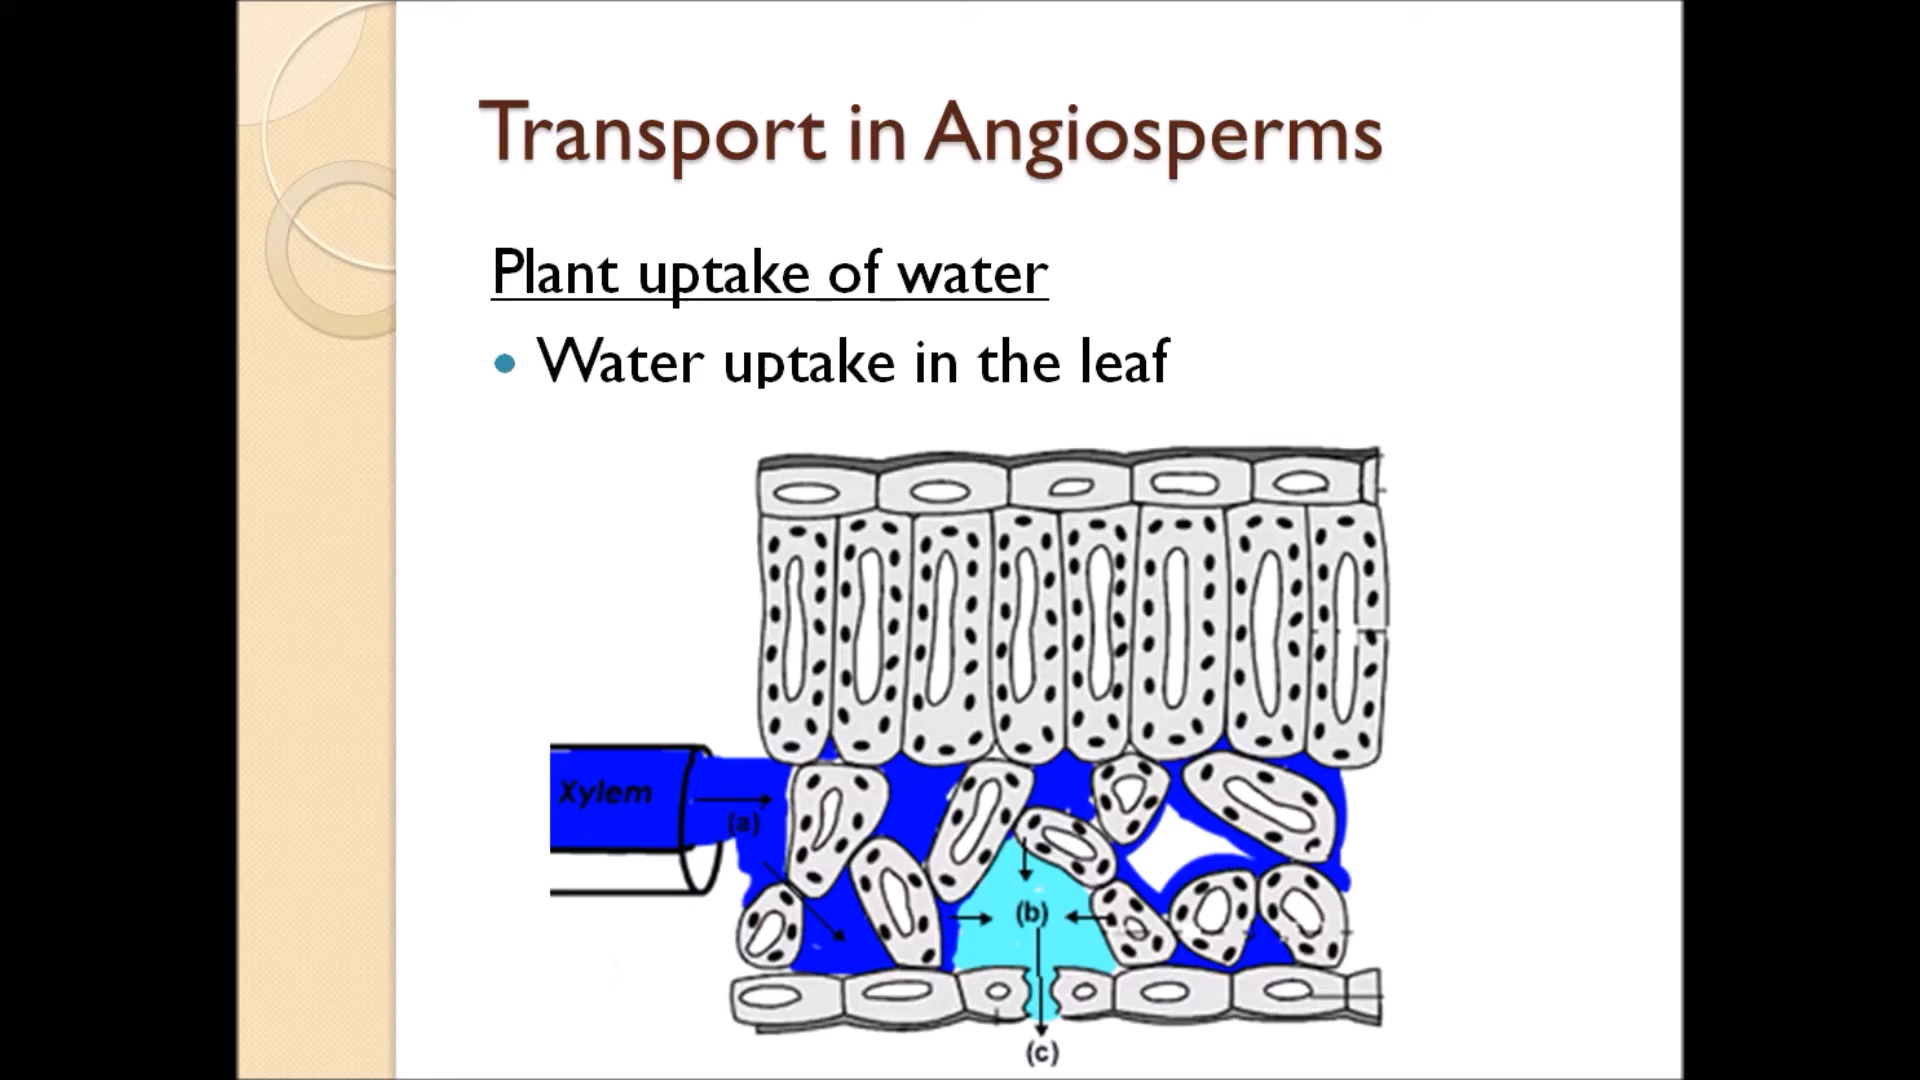 Transport in Angiosperms
Plant uptake of water
• Water uptake in the leaf
Xylem
(a)
(b)
(c)